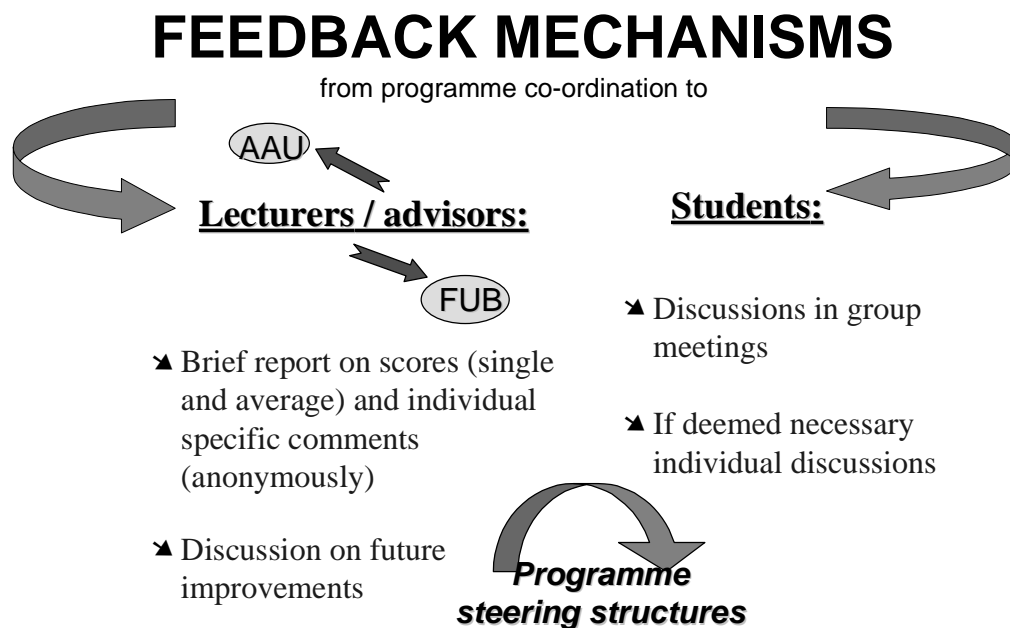 FEEDBACK MECHANISMS
from programme co-ordination to
AAU
Lecturers / advisors:
FUB
Brief report on scores (single
and average) and individual
specific comments
(anonymously)
Discussion on future
improvements
Students:
Discussions in group
meetings
If deemed necessary
individual discussions
Programme
steering structures